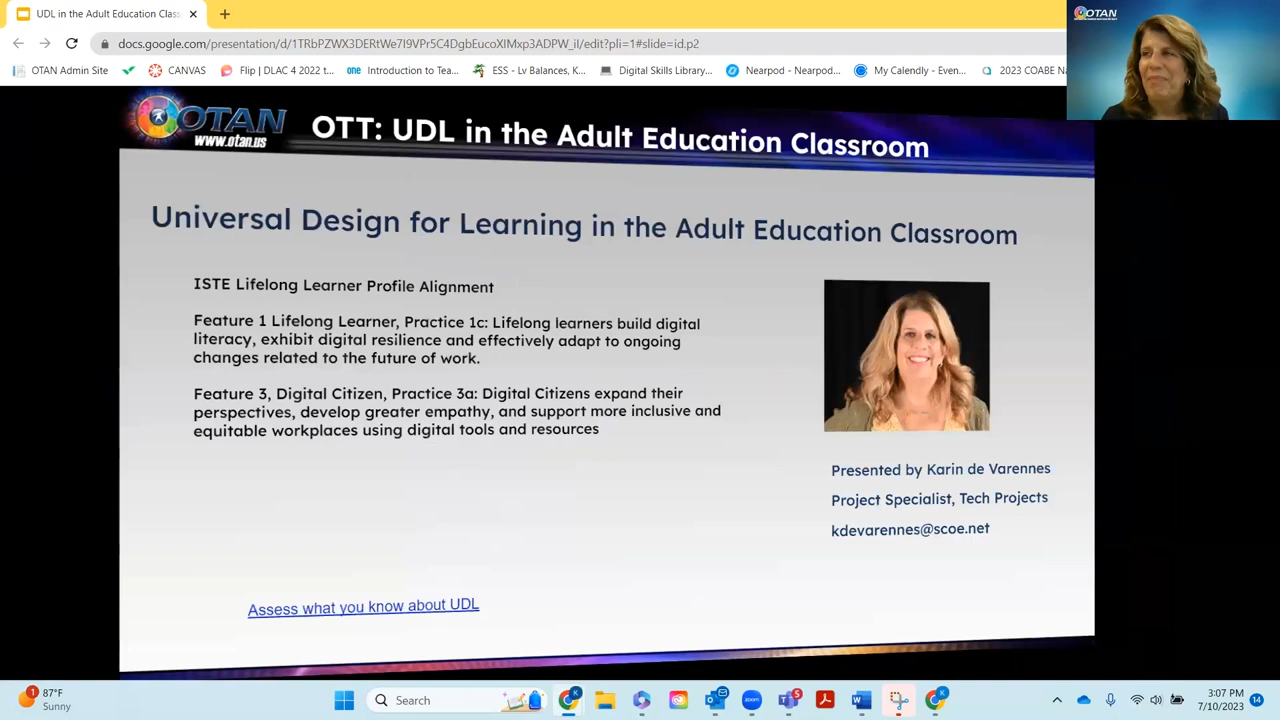 UDL in the Adult Education Class
docs.google.com/presentation/d/1TRbPZWX3DERtWe7I9VPr5C4DgbEucoXIMxp3ADPW_iI/edit?pli=1#slide=id.p2
OTAN
OTAN Admin Site
CANVAS
Flip | DLAC 4 2022 t...
one
Introduction to Tea...
ESS - Lv Balances, K...
Digital Skills Library...
Nearpod - Nearpod...
My Calendly - Even...
2023 COABE Na
OTAN
www.otan.us
OTT: UDL in the Adult Education Classroom
Universal Design for Learning in the Adult Education Classroom
ISTE Lifelong Learner Profile Alignment
Feature 1 Lifelong Learner, Practice 1c: Lifelong learners build digital
literacy, exhibit digital resilience and effectively adapt to ongoing
changes related to the future of work.
Feature 3, Digital Citizen, Practice 3a: Digital Citizens expand their
perspectives, develop greater empathy, and support more inclusive and
equitable workplaces using digital tools and resources
Presented by Karin de Varennes
Project Specialist, Tech Projects
kdevarennes@scoe.net
Assess what you know about UDL
1
87°F
Sunny
Search
3:07 PM
7/10/2023
14